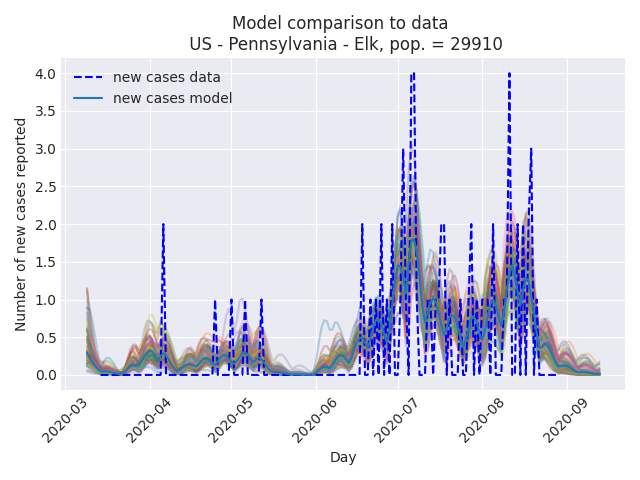 Model comparison to data
US - Pennsylvania - Elk, pop. = 29910
new cases data
new cases model
Number of new cases reported
4.0
3.5
3.0
2.5
2.0
1.5
1.0
0.5
0.0
2020-03
2020-04
2020-05
2020-06
2020-07
2020-08
2020-09
Day